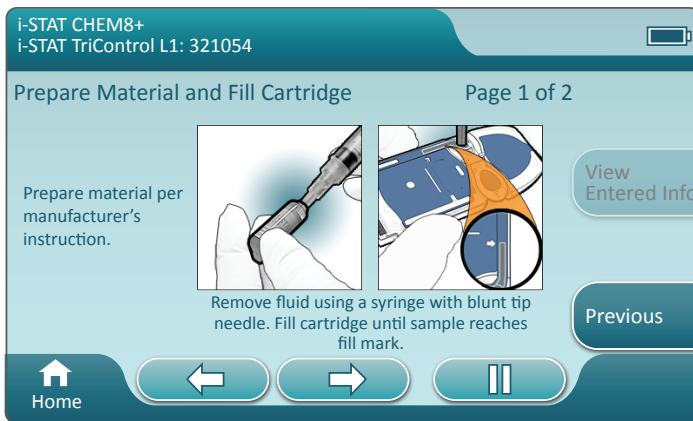 i-STAT CHEM8+
i-STAT TriControl L1: 321054
Prepare Material and Fill Cartridge
Page 1 of 2
Prepare material per
manufacturer's
instruction.
Remove fluid using a syringe with blunt tip
needle. Fill cartridge until sample reaches
fill mark.
View
Entered Info
Previous
Home